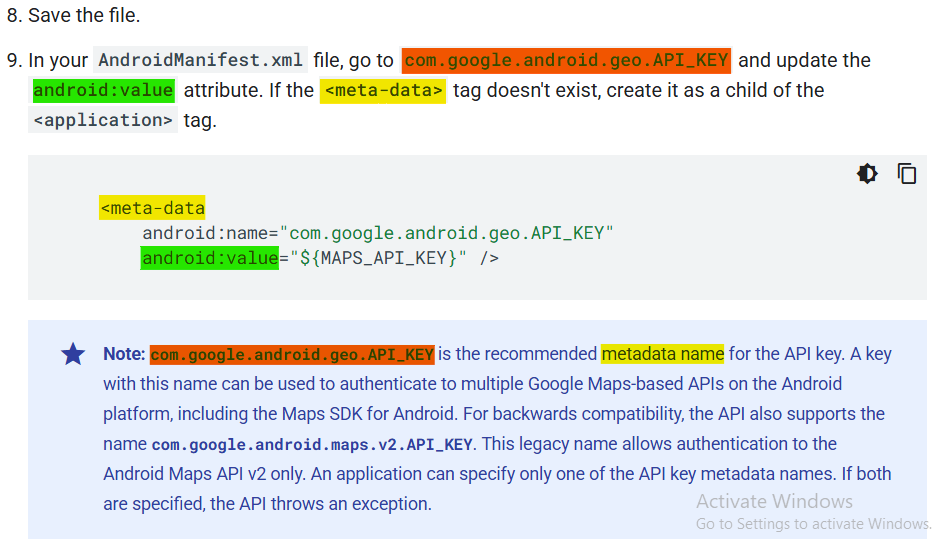 8. Save the file.
9. In your AndroidManifest.xml file, go to com.google.android.geo.API_KEY and update the
android:value attribute. If the <meta-data> tag doesn't exist, create it as a child of the
<application> tag.
<meta-data
android:name="com.google.android.geo.API_KEY"
android:value="${MAPS_API_KEY}" />
Note: com.google.android.geo.API_KEY is the recommended metadata name for the API key. A key
with this name can be used to authenticate to multiple Google Maps-based APIs on the Android
platform, including the Maps SDK for Android. For backwards compatibility, the API also supports the
name com.google.android.maps.v2.API_KEY. This legacy name allows authentication to the
Android Maps API v2 only. An application can specify only one of the API key metadata names. If both
are specified, the API throws an exception.
Activate Windows
Go to Settings to activate Windows.